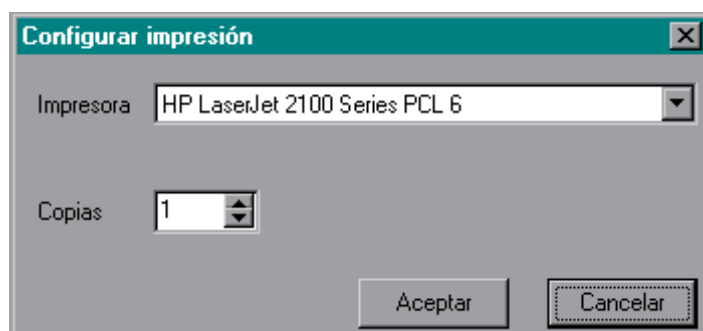 Configurar impresión
Impresora HP LaserJet 2100 Series PCL 6
Copias 1
Aceptar Cancelar